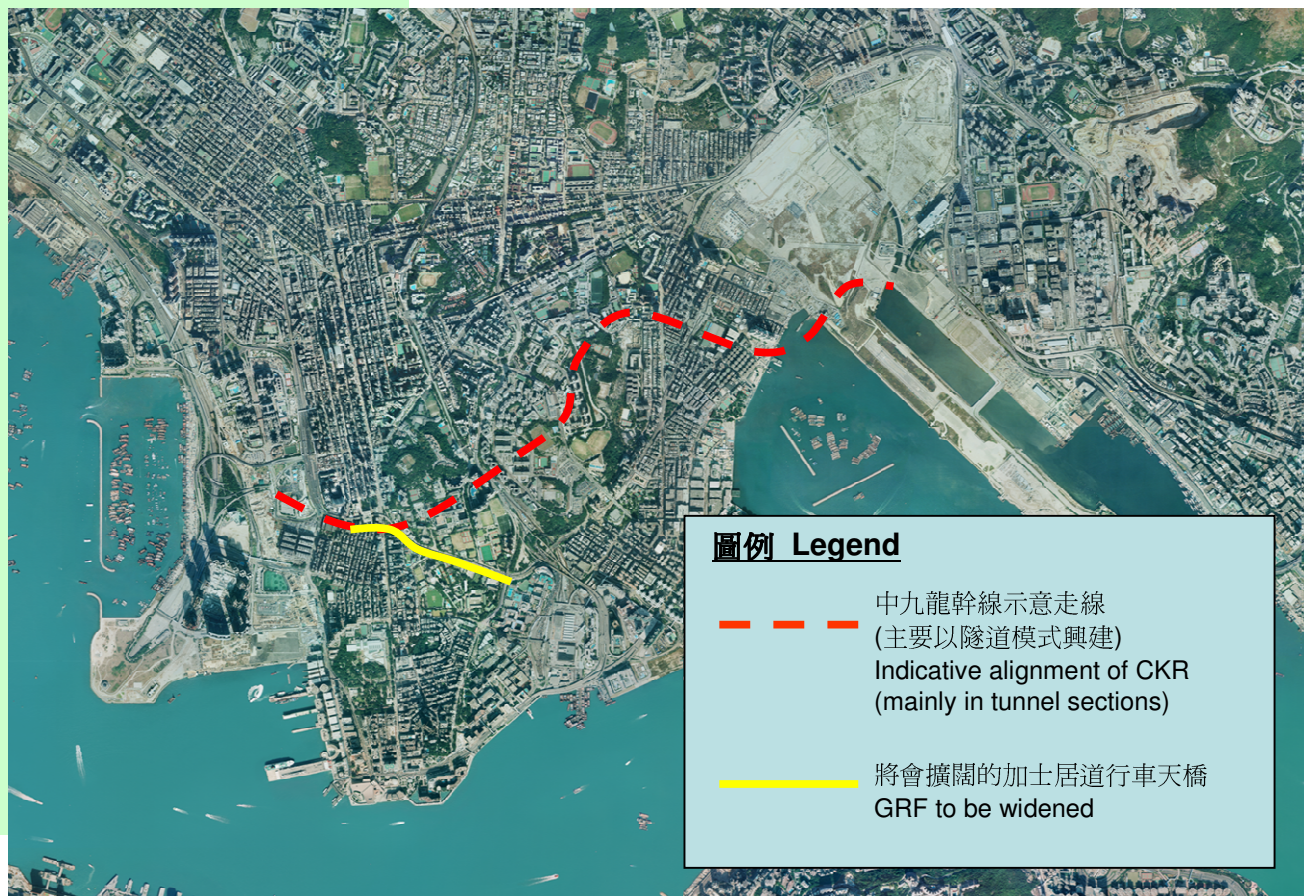 圖例 Legend
中九龍幹線示意走線
(主要以隧道模式興建)
Indicative alignment of CKR
(mainly in tunnel sections)
將會擴闊的加士居道行車天橋
GRF to be widened